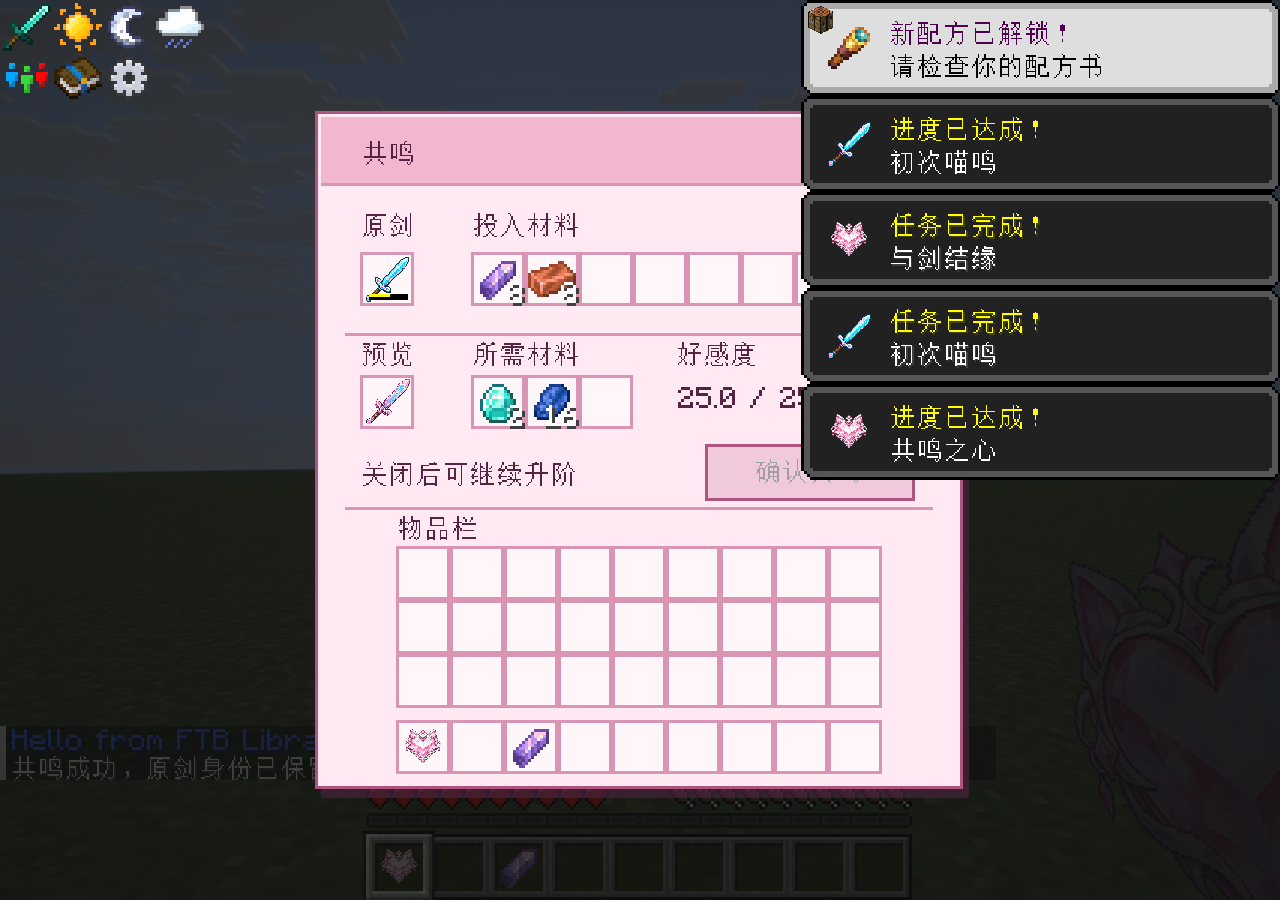 新配方已解锁！
请检查你的配方书
进度已达成！
初次喵鸣
任务已完成！
与剑结缘
任务已完成！
初次喵鸣
进度已达成！
共鸣之心
共鸣
原剑
投入材料
预览
所需材料
好感度
25.0 / 25
关闭后可继续升阶
确认
物品栏
Hello from FTB Libra
共鸣成功，原剑身份已保留